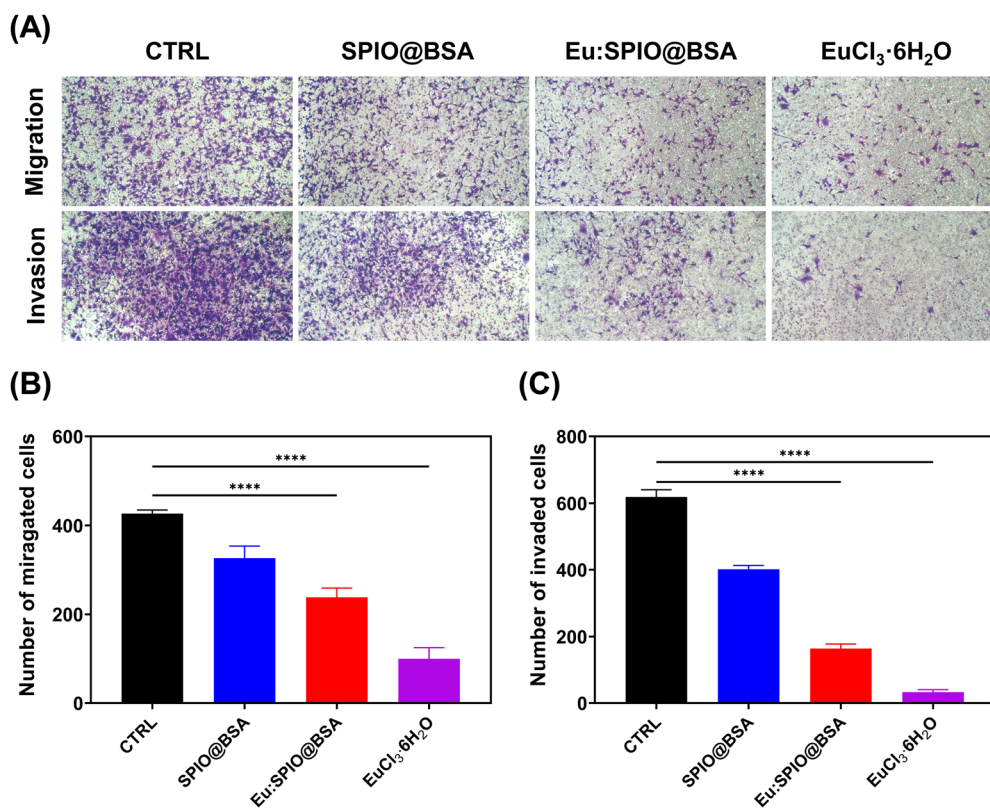 (A)
CTRL SPIO@BSA Eu:SPIO@BSA EuCl₃·6H₂O
Migration
Invasion
(B)
Number of miragated cells
600
400
200
0
****
****
CTRL
SPIO@BSA
Eu:SPIO@BSA
EuCl₃·6H₂O
(C)
Number of invaded cells
800
600
400
200
0
****
****
CTRL
SPIO@BSA
Eu:SPIO@BSA
EuCl₃·6H₂O